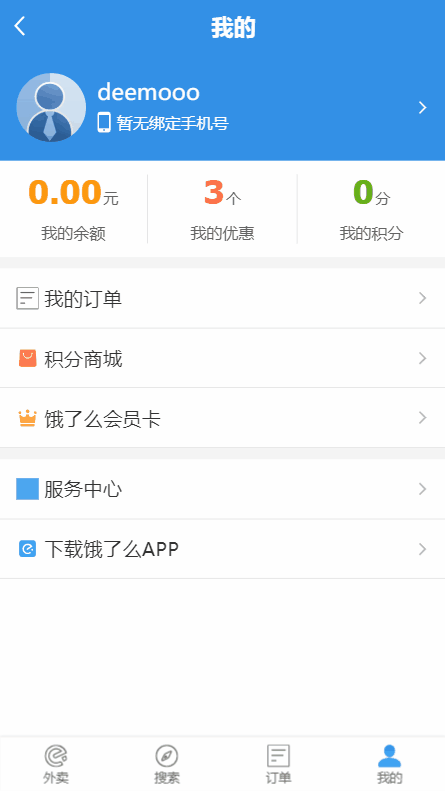 我的
deemooo
暂无绑定手机号
0.00元 3个 0分
我的余额 我的优惠 我的积分
我的订单
积分商城
饿了么会员卡
服务中心
下载饿了么APP
外卖 搜索 订单 我的